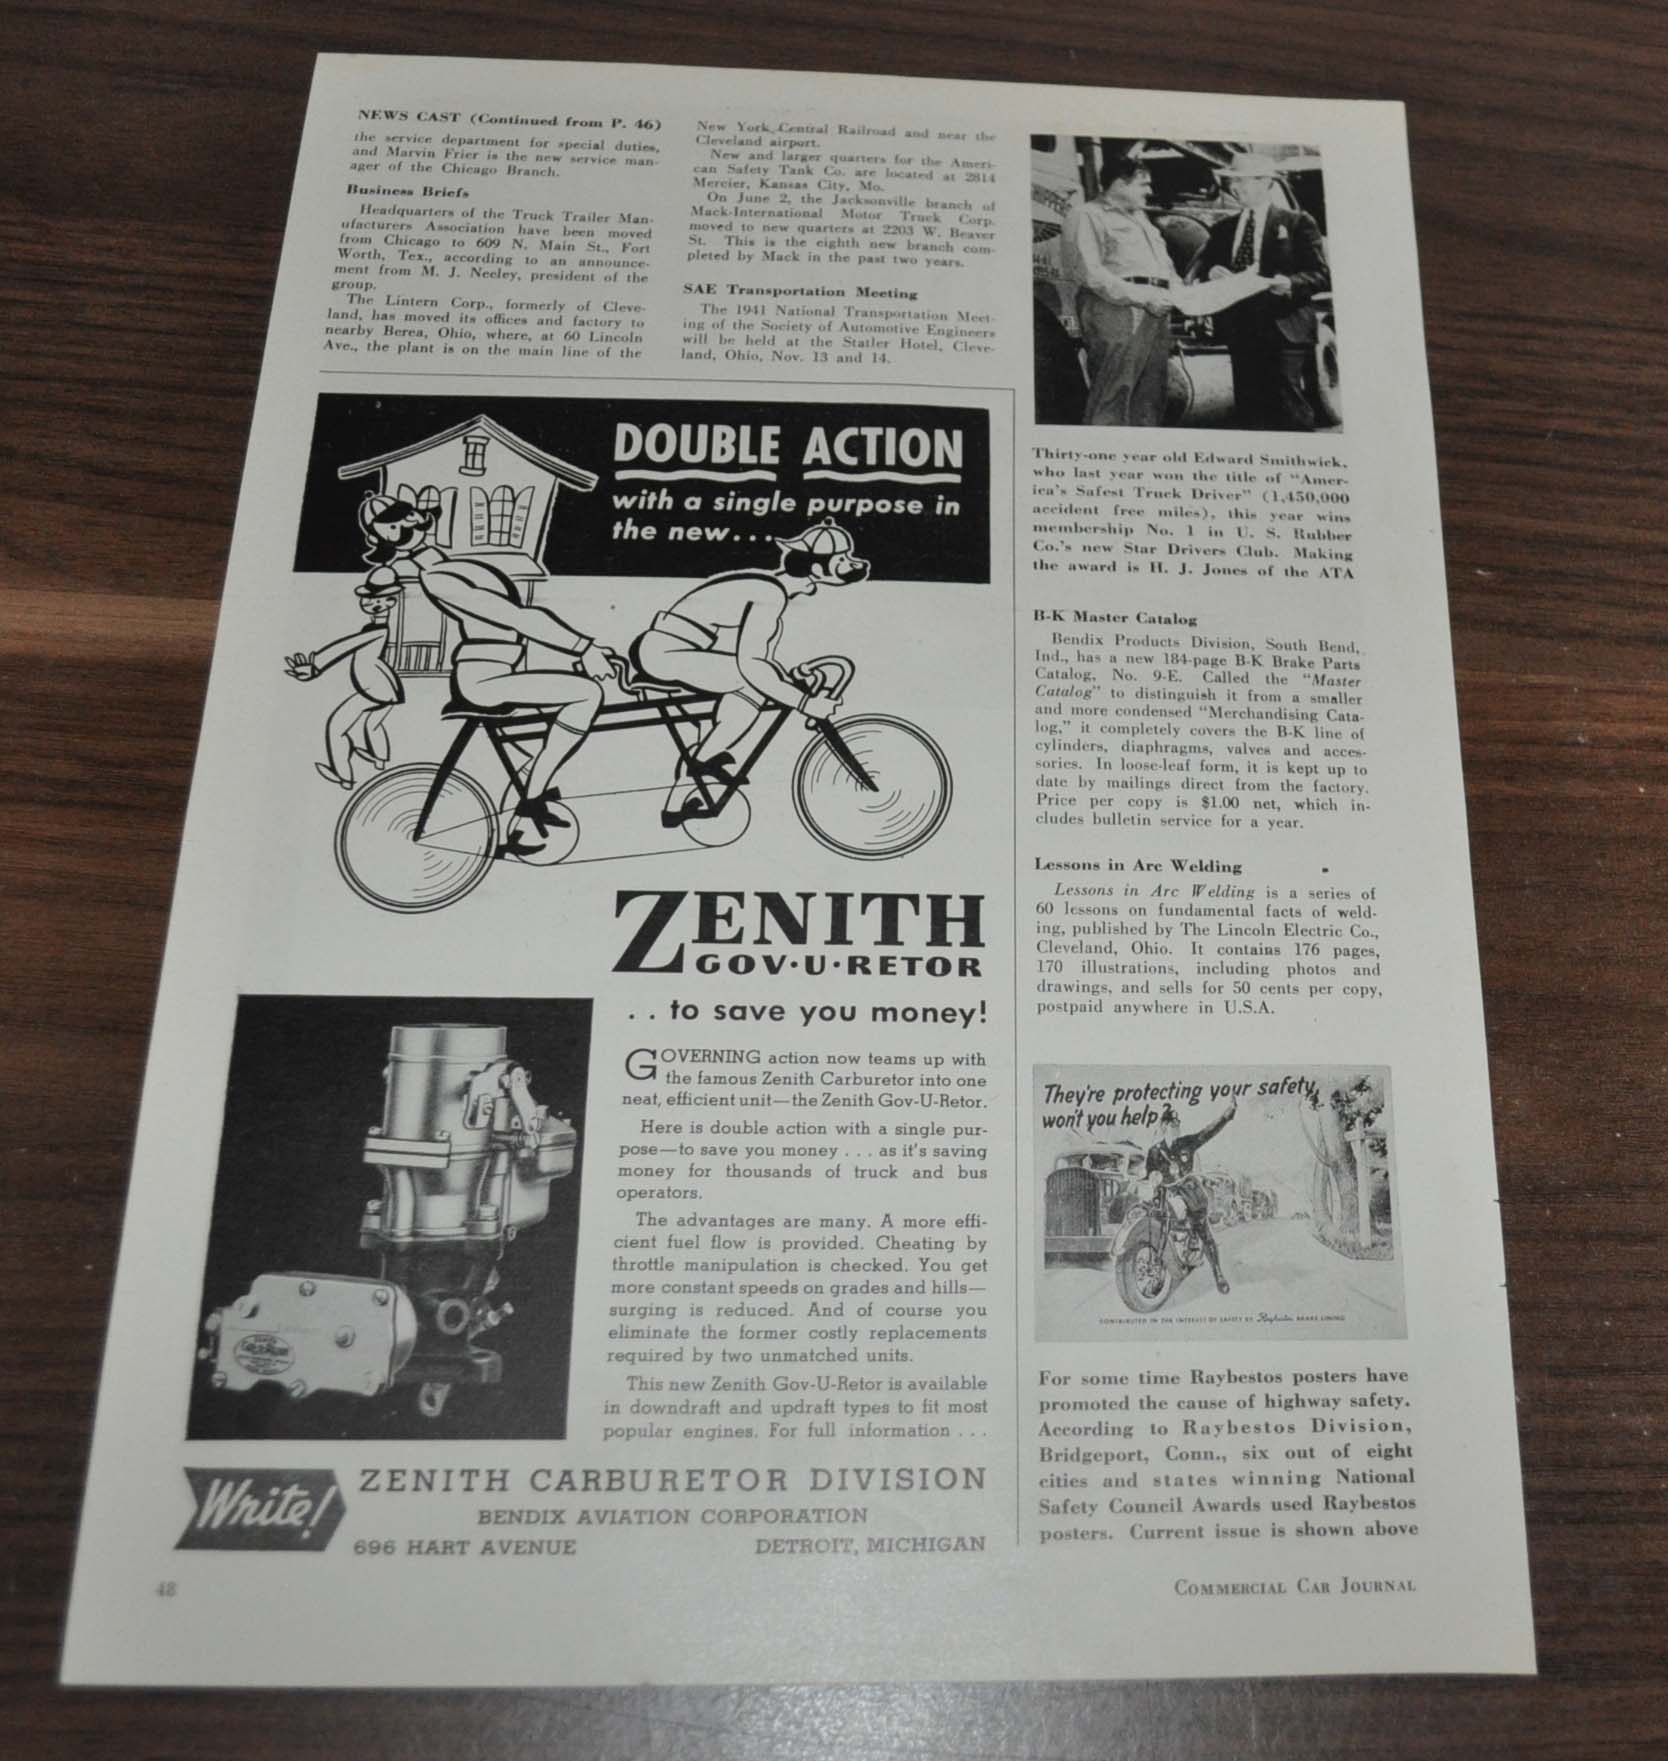 NEWS CAST (Continued from P. 46)
the service department for special duties,
and Marvin Frier is the new service man-
ager of the Chicago Branch.
Business Briefs
Headquarters of the Truck Trailer Man-
ufacturers Association have been moved
from Chicago to 609 N. Main St., Fort
Worth, Tex., according to an announce-
ment from M. J. Neeley, president of the
group.
The Lintern Corp., formerly of Cleve-
land, has moved its offices and factory to
nearby Berea, Ohio, where, at 60 Lincoln
Ave., the plant is on the main line of the
New York Central Railroad and near the
Cleveland airport.
New and larger quarters for the Ameri-
can Safety Tank Co. are located at 2814
Mercier, Kansas City, Mo.
On June 2, the Jacksonville branch of
Mack-International Motor Truck Corp.
moved to new quarters at 2203 W. Beaver
St. This is the eighth new branch com-
pleted by Mack in the past two years.
SAE Transportation Meeting
The 1941 National Transportation Meet-
ing of the Society of Automotive Engineers
will be held at the Statler Hotel, Cleve-
land, Ohio, Nov. 13 and 14.
DOUBLE ACTION
with a single purpose in
the new...
ZENITH
GOV·U·RETOR
. . to save you money!
GOVERNING action now teams up with
the famous Zenith Carburetor into one
neat, efficient unit—the Zenith Gov-U-Retor.
Here is double action with a single pur-
pose—to save you money . . . as it's saving
money for thousands of truck and bus
operators.
The advantages are many. A more effi-
cient fuel flow is provided. Cheating by
throttle manipulation is checked. You get
more constant speeds on grades and hills—
surging is reduced. And of course you
eliminate the former costly replacements
required by two unmatched units.
This new Zenith Gov-U-Retor is available
in downdraft and updraft types to fit most
popular engines. For full information . . .
Write!
ZENITH CARBURETOR DIVISION
BENDIX AVIATION CORPORATION
696 HART AVENUE DETROIT, MICHIGAN
Thirty-one year old Edward Smithwick,
who last year won the title of "Amer-
ica's Safest Truck Driver" (1,450,000
accident free miles), this year wins
membership No. 1 in U. S. Rubber
Co.'s new Star Drivers Club. Making
the award is H. J. Jones of the ATA
B-K Master Catalog
Bendix Products Division, South Bend,
Ind., has a new 184-page B-K Brake Parts
Catalog, No. 9-E. Called the "Master
Catalog" to distinguish it from a smaller
and more condensed "Merchandising Cata-
log," it completely covers the B-K line of
cylinders, diaphragms, valves and acces-
sories. In loose-leaf form, it is kept up to
date by mailings direct from the factory.
Price per copy is $1.00 net, which in-
cludes bulletin service for a year.
Lessons in Arc Welding
Lessons in Arc Welding is a series of
60 lessons on fundamental facts of weld-
ing, published by The Lincoln Electric Co.,
Cleveland, Ohio. It contains 176 pages,
170 illustrations, including photos and
drawings, and sells for 50 cents per copy,
postpaid anywhere in U.S.A.
They're protecting your safety,
won't you help?
CONTRIBUTED IN THE INTEREST OF SAFETY BY Raybestos BRAKE LINING
For some time Raybestos posters have
promoted the cause of highway safety.
According to Raybestos Division,
Bridgeport, Conn., six out of eight
cities and states winning National
Safety Council Awards used Raybestos
posters. Current issue is shown above
48
COMMERCIAL CAR JOURNAL